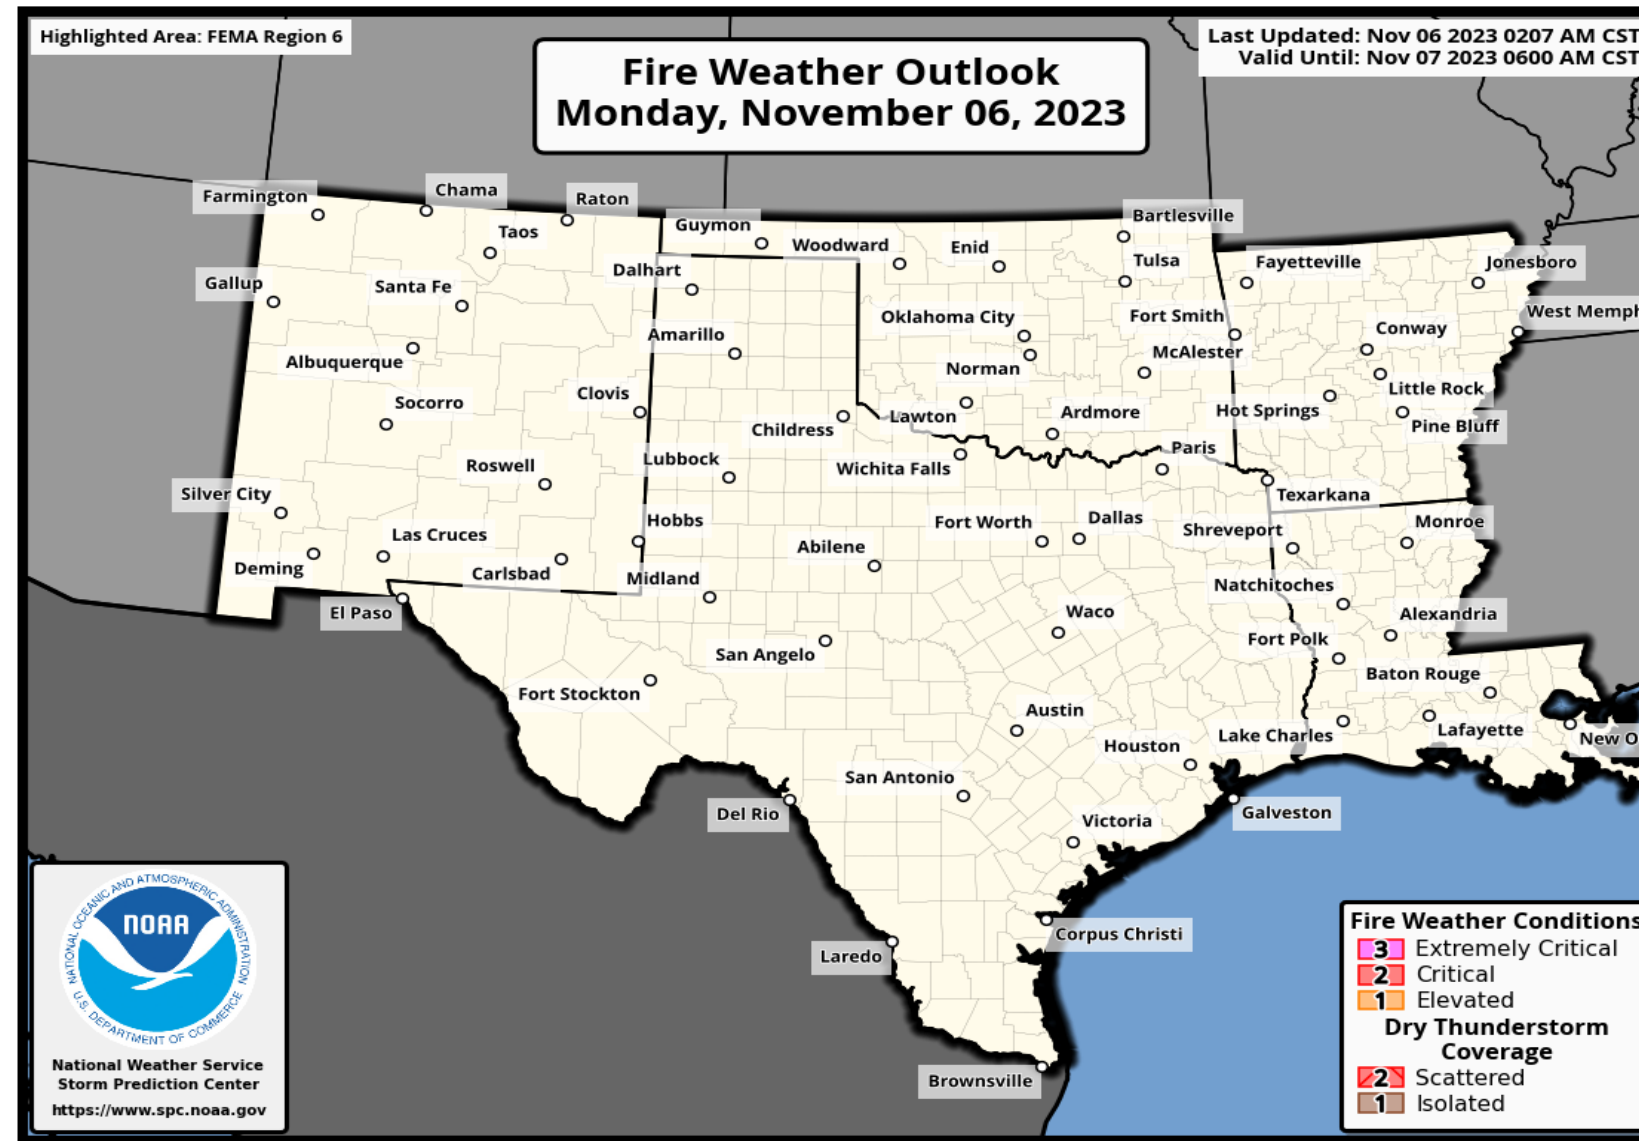 Highlighted Area: FEMA Region 6
Last Updated: Nov 06 2023 0207 AM CST
Valid Until: Nov 07 2023 0600 AM CST
Fire Weather Outlook
Monday, November 06, 2023
Farmington
Chama
Raton
Taos
Guymon
Woodward
Enid
Bartlesville
Tulsa
Fayetteville
Jonesboro
Gallup
Santa Fe
Dalhart
Oklahoma City
Fort Smith
West Memph
Amarillo
Conway
Albuquerque
Norman
McAlester
Little Rock
Socorro
Clovis
Childress
Lawton
Ardmore
Hot Springs
Pine Bluff
Roswell
Lubbock
Wichita Falls
Paris
Silver City
Texarkana
Las Cruces
Hobbs
Fort Worth
Dallas
Shreveport
Monroe
Deming
Carlsbad
Midland
Abilene
Natchitoches
El Paso
Waco
Alexandria
San Angelo
Fort Polk
Fort Stockton
Baton Rouge
Austin
Houston
Lake Charles
Lafayette
New O
San Antonio
Del Rio
Victoria
Galveston
Laredo
Corpus Christi
Brownsville
NATIONAL OCEANIC AND ATMOSPHERIC ADMINISTRATION
NOAA
U.S. DEPARTMENT OF COMMERCE
National Weather Service
Storm Prediction Center
https://www.spc.noaa.gov
Fire Weather Conditions
3 Extremely Critical
2 Critical
1 Elevated
Dry Thunderstorm
Coverage
2 Scattered
1 Isolated